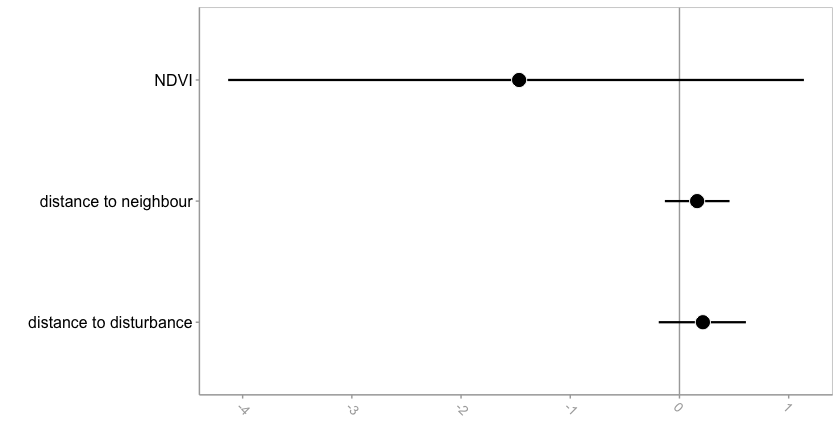 NDVI
distance to neighbour
distance to disturbance
-4 -3 -2 -1 0 1